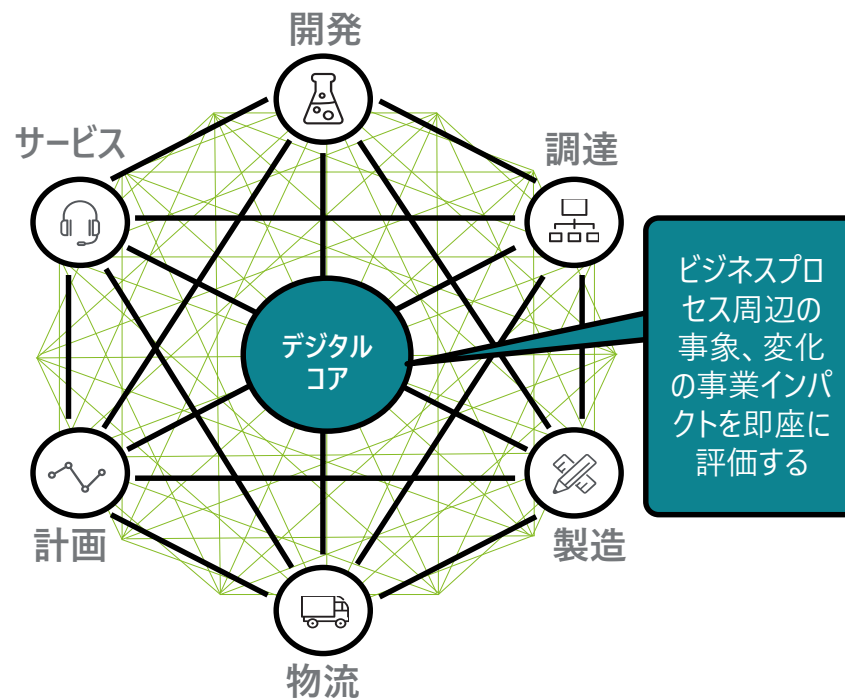 開発
サービス
調達
デジタル
コア
ビジネスプロ
セス周辺の
事象、変化
の事業インパ
クトを即座に
評価する
計画
製造
物流